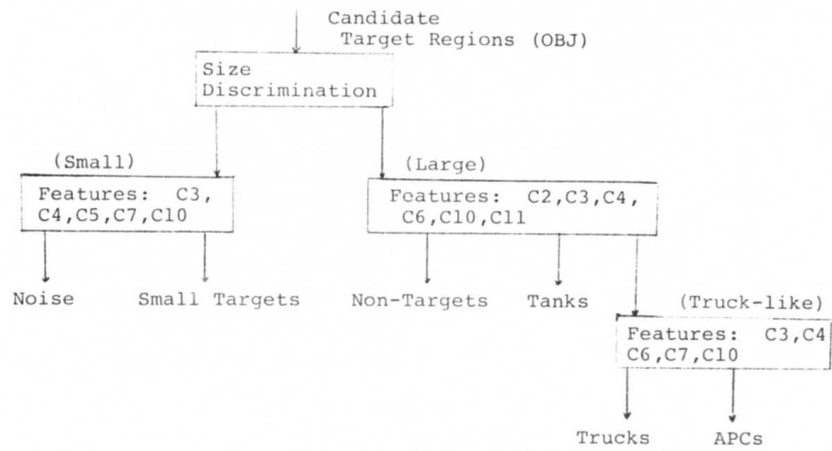 Candidate
Target Regions (OBJ)
Size
Discrimination
(Small)
(Large)
Features: C3,
C4,C5,C7,C10
Features: C2,C3,C4,
C6,C10,C11
Noise
Small Targets
Non-Targets
Tanks
(Truck-like)
Features: C3,C4
C6,C7,C10
Trucks
APCs